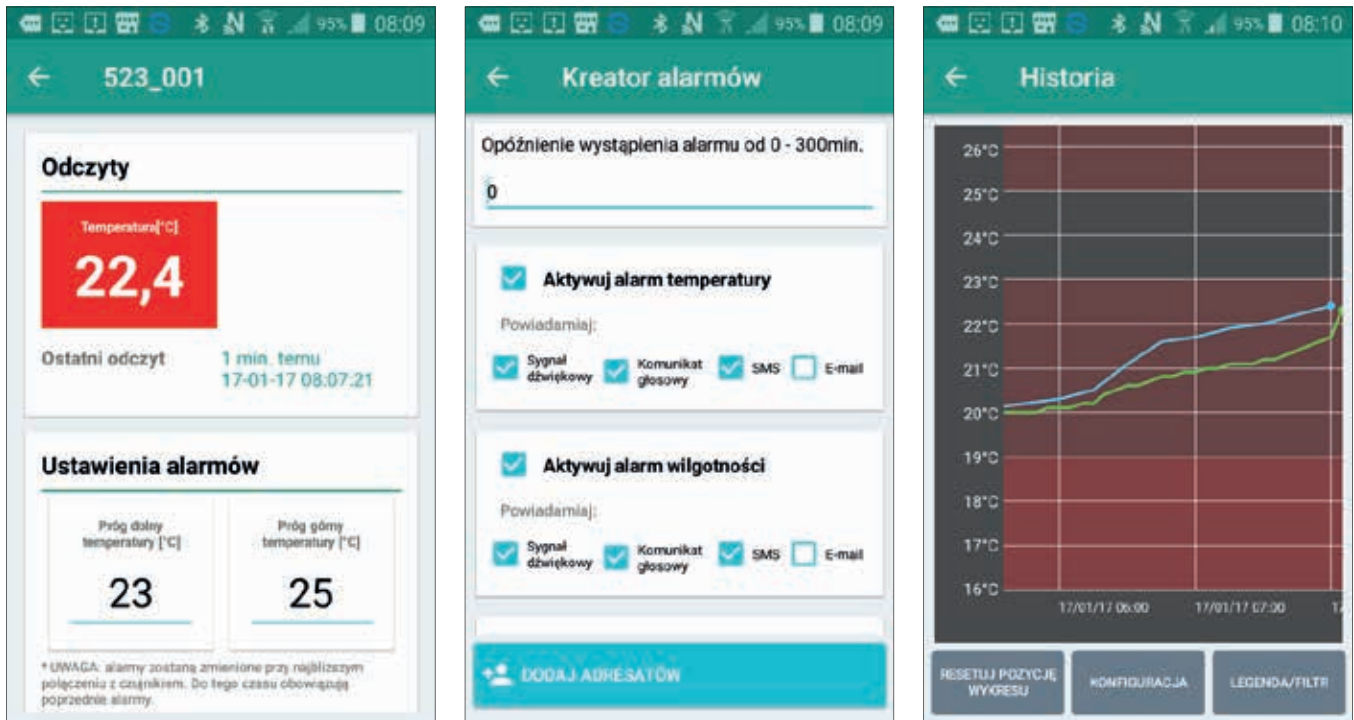 95% 08:09
523_001
Odczyty
Temperatura[°C]
22,4
Ostatni odczyt
1 min. temu
17-01-17 08:07:21
Ustawienia alarmów
Próg dolny
temperatury [°C]
23
Próg górny
temperatury [°C]
25
* UWAGA: alarmy zostaną zmienione przy najbliższym
połączeniu z czujnikiem. Do tego czasu obowiązują
poprzednie alarmy.
95% 08:09
Kreator alarmów
Opóźnienie wystąpienia alarmu od 0 - 300min.
0
Aktywuj alarm temperatury
Powiadamiaj:
Sygnał
dźwiękowy
Komunikat
głosowy
SMS
E-mail
Aktywuj alarm wilgotności
Powiadamiaj:
Sygnał
dźwiękowy
Komunikat
głosowy
SMS
E-mail
DODAJ ADRESATÓW
95% 08:10
Historia
26°C
25°C
24°C
23°C
22°C
21°C
20°C
19°C
18°C
17°C
16°C
17/01/17 06:00 17/01/17 07:00 17
RESETUJ POZYCJĘ
WYKRESU
KONFIGURACJA
LEGENDA/FILTR